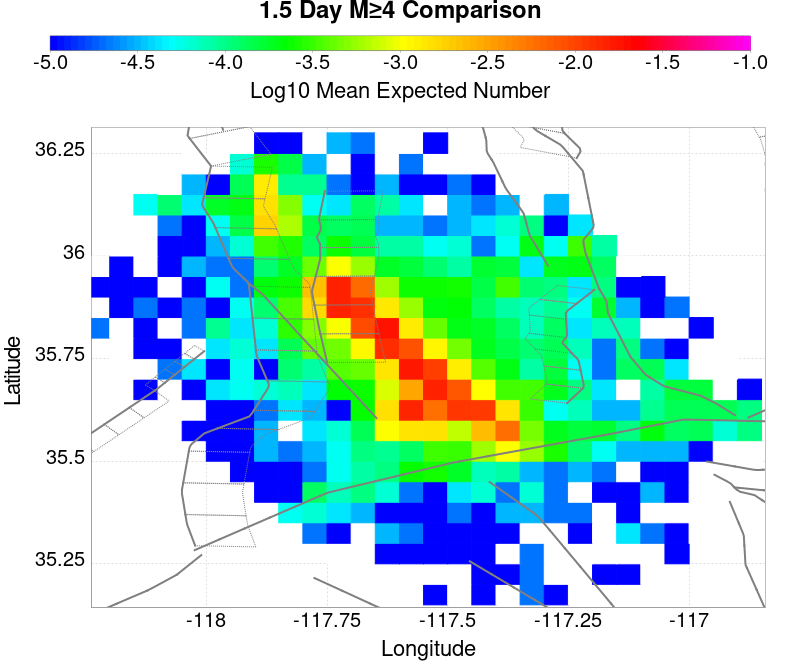 1.5 Day M≥4 Comparison
-5.0 -4.5 -4.0 -3.5 -3.0 -2.5 -2.0 -1.5 -1.0
Log10 Mean Expected Number
36.25
36
35.75
35.5
35.25
Latitude
-118 -117.75 -117.5 -117.25 -117
Longitude